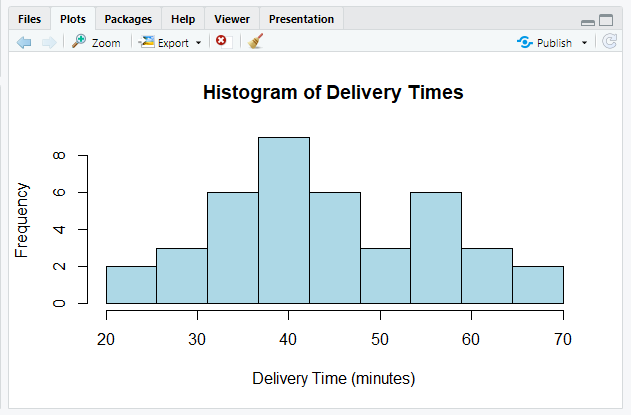 Files Plots Packages Help Viewer Presentation
Zoom Export Publish
Histogram of Delivery Times
8
6
4
2
0
Frequency
20 30 40 50 60 70
Delivery Time (minutes)